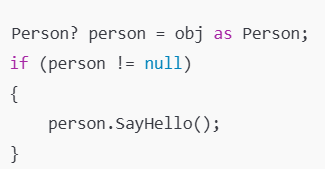 Person? person = obj as Person;
if (person != null)
{
    person.SayHello();
}